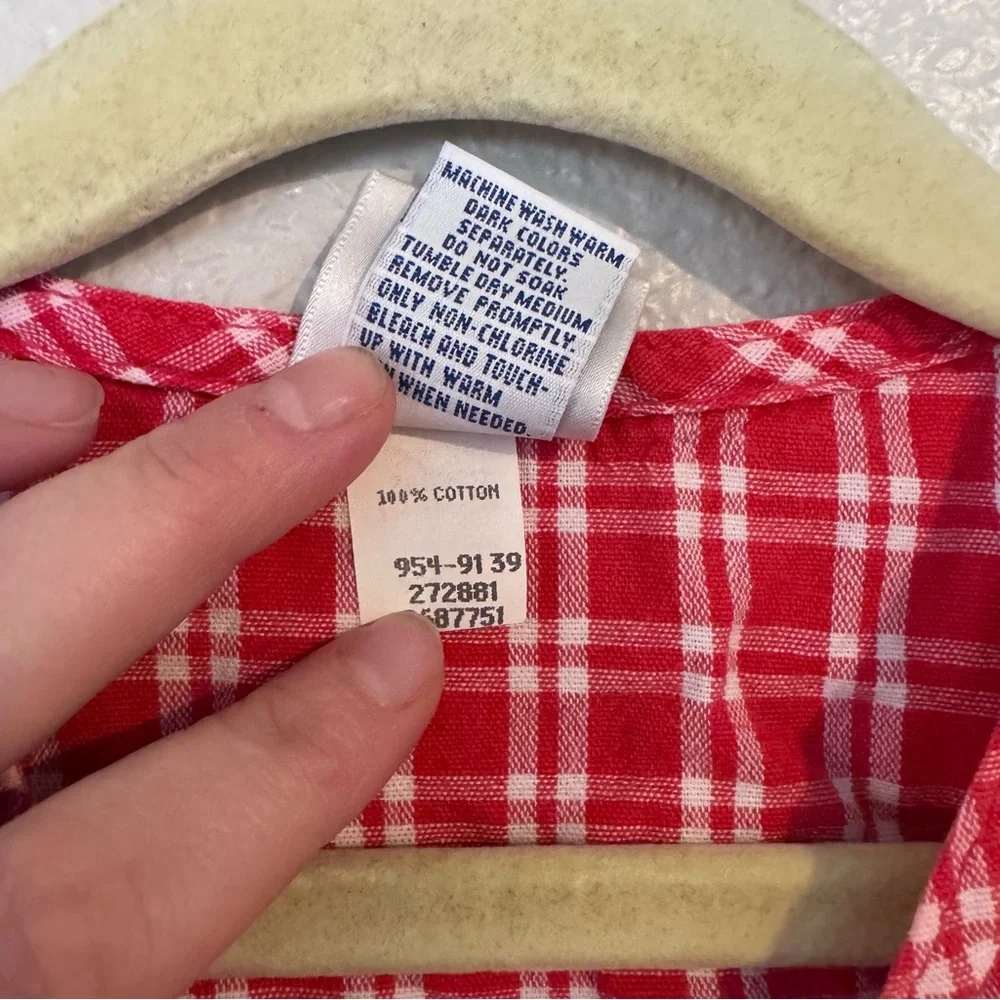 MACHINE WASH WARM
DARK COLORS
SEPARATELY.
DO NOT SOAK
TUMBLE DRY MEDIUM
REMOVE PROMPTLY.
ONLY NON-CHLORINE
BLEACH AND TOUCH-
UP WITH WARM
WHEN NEEDED.
100% COTTON
954-91 39
272881
687751